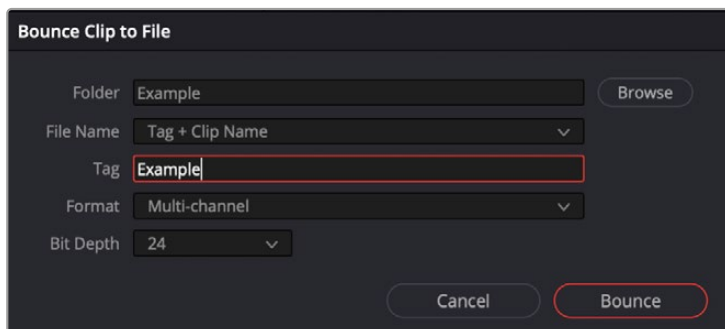 Bounce Clip to File
Folder Example Browse
File Name Tag + Clip Name
Tag Example
Format Multi-channel
Bit Depth 24
Cancel Bounce